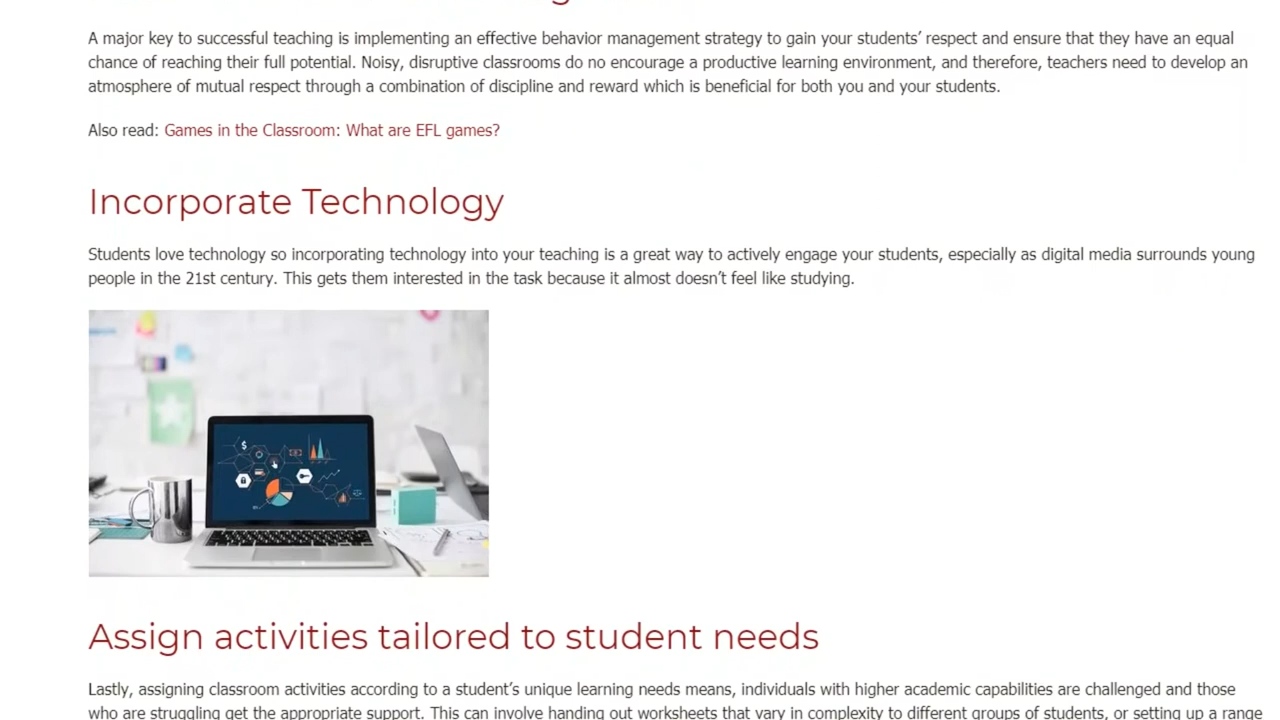 A major key to successful teaching is implementing an effective behavior management strategy to gain your students’ respect and ensure that they have an equal
chance of reaching their full potential. Noisy, disruptive classrooms do no encourage a productive learning environment, and therefore, teachers need to develop an
atmosphere of mutual respect through a combination of discipline and reward which is beneficial for both you and your students.
Also read: Games in the Classroom: What are EFL games?
Incorporate Technology
Students love technology so incorporating technology into your teaching is a great way to actively engage your students, especially as digital media surrounds young
people in the 21st century. This gets them interested in the task because it almost doesn’t feel like studying.
Assign activities tailored to student needs
Lastly, assigning classroom activities according to a student’s unique learning needs means, individuals with higher academic capabilities are challenged and those
who are struggling get the appropriate support. This can involve handing out worksheets that vary in complexity to different groups of students, or setting up a range